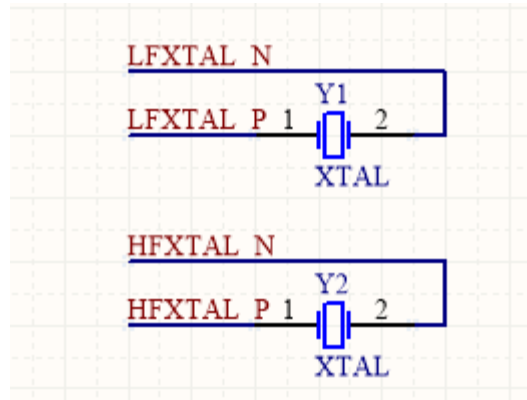 LFXTAL_N
Y1
LFXTAL_P 1 2
XTAL
HFXTAL_N
Y2
HFXTAL_P 1 2
XTAL